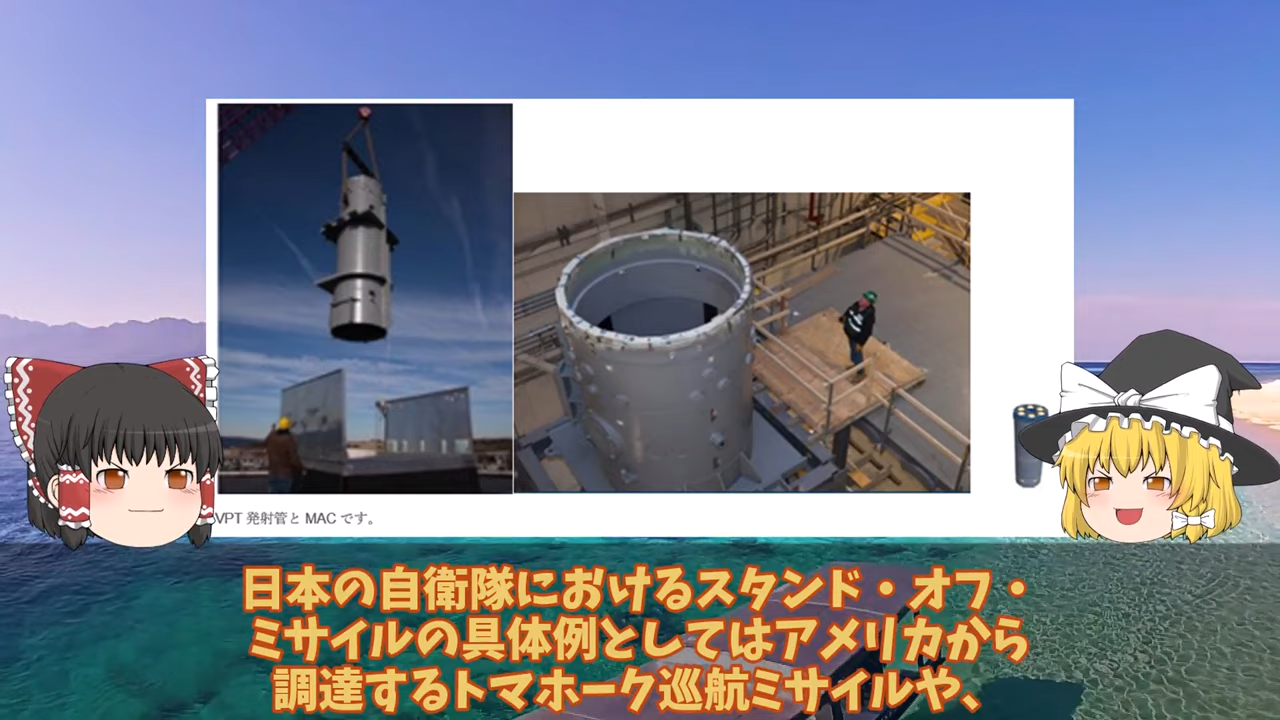 VPT 発射管と MAC です。
日本の自衛隊におけるスタンド・オフ・
ミサイルの具体例としてはアメリカから
調達するトマホーク巡航ミサイルや、